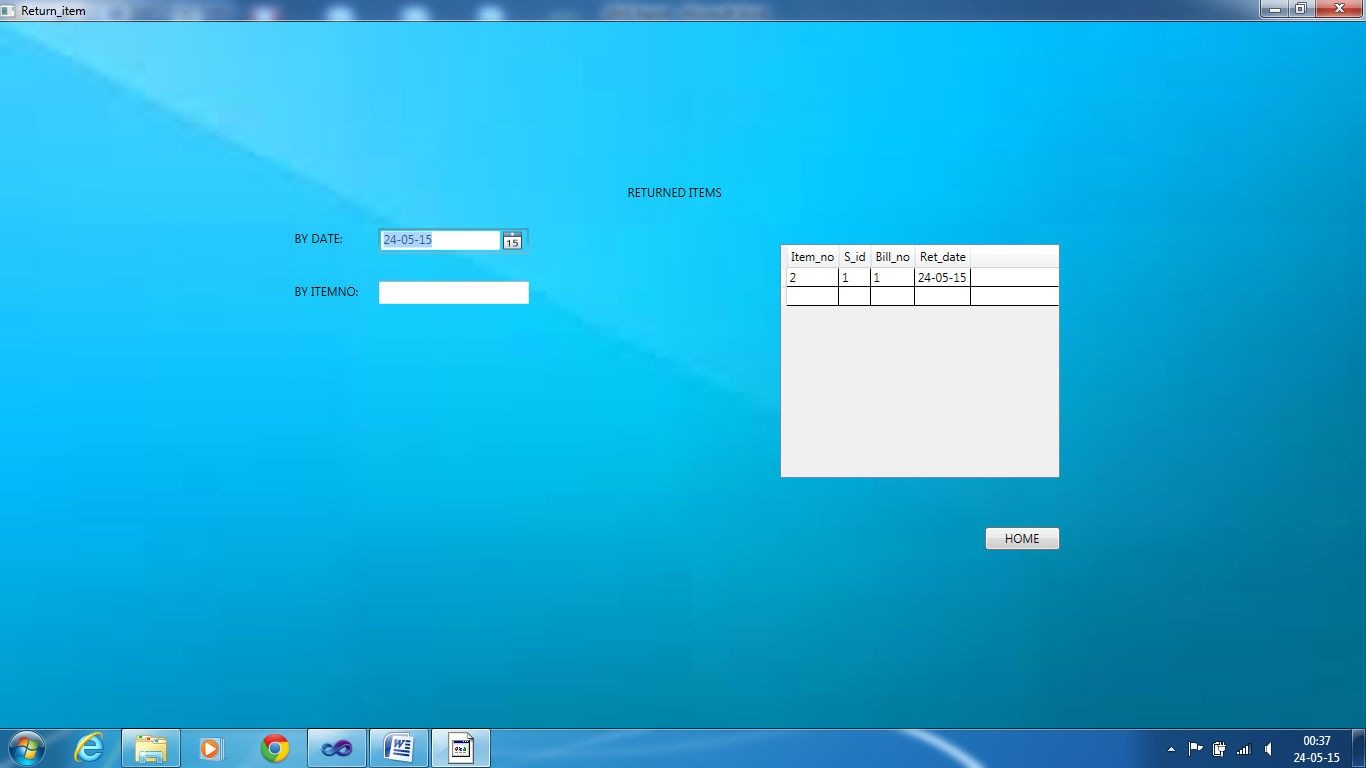 Return_item
RETURNED ITEMS
BY DATE: 24-05-15 15
BY ITEMNO:
Item_no S_id Bill_no Ret_date
2 1 1 24-05-15
HOME
00:37
24-05-15